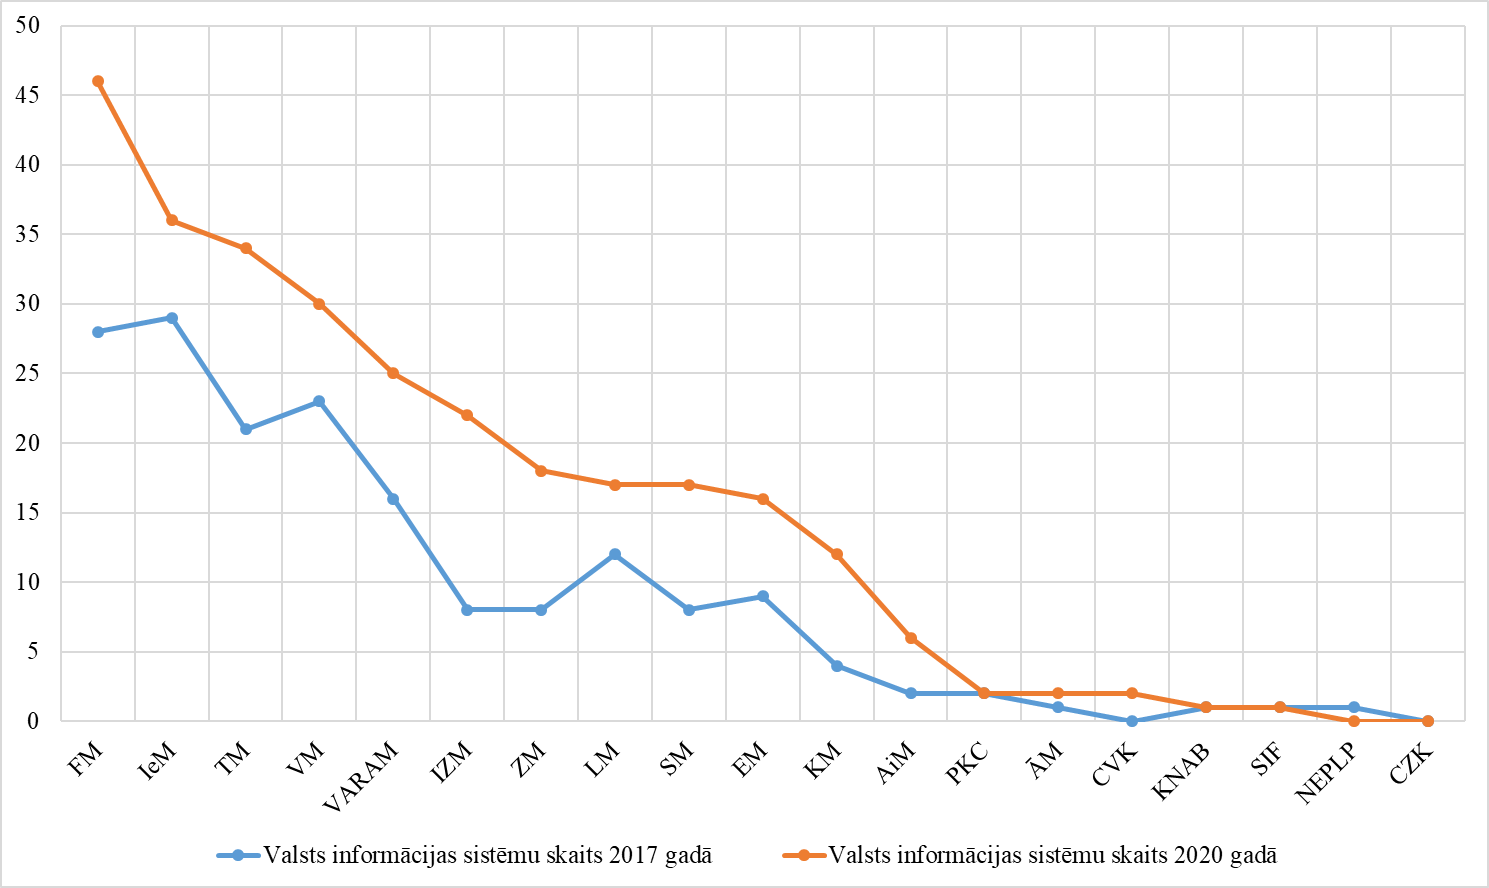 50
45
40
35
30
25
20
15
10
5
0
FM
IeM
TM
VM
VARAM
IZM
ZM
LM
SM
EM
KM
AiM
PKC
ĀM
CVK
KNAB
SIF
NEPLP
CZK
Valsts informācijas sistēmu skaits 2017 gadā
Valsts informācijas sistēmu skaits 2020 gadā